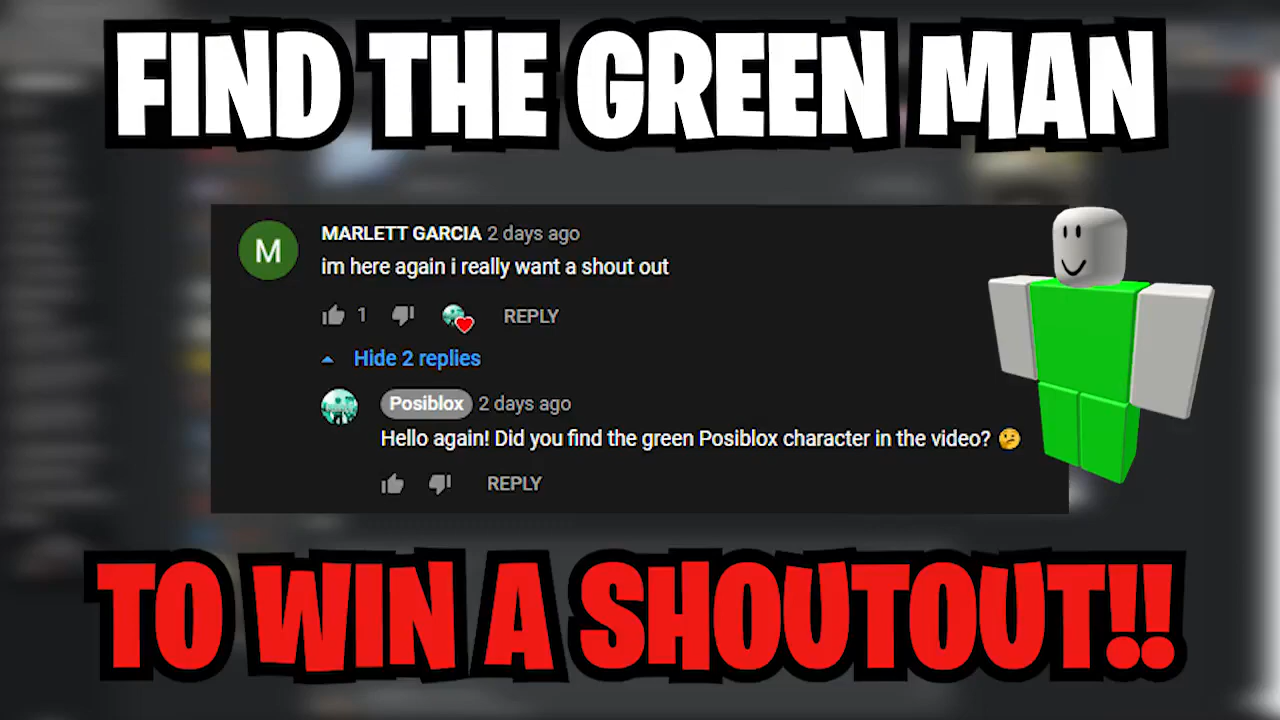 FIND THE GREEN MAN
M
MARLETT GARCIA 2 days ago
im here again i really want a shout out
1 REPLY
Hide 2 replies
Posiblox 2 days ago
Hello again! Did you find the green Posiblox character in the video? 🤔
REPLY
TO WIN A SHOUTOUT!!